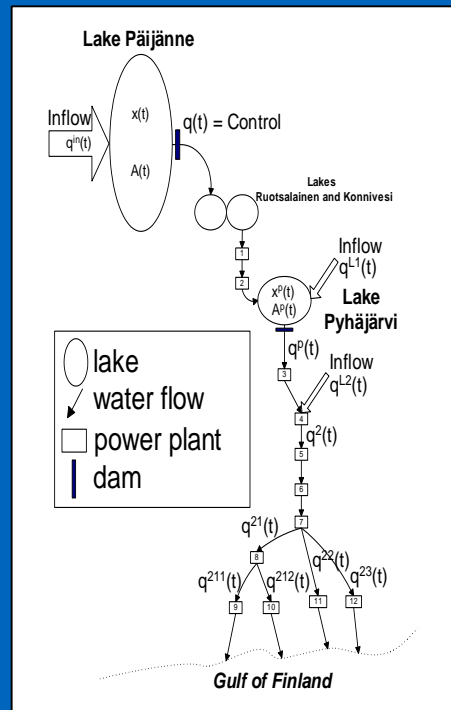 Lake Päijänne
Inflow
q^in(t)
x(t)
A(t)
q(t) = Control
Lakes
Ruotsalainen and Konnivesi
1
2
Inflow
q^L1(t)
x^p(t)
A^p(t)
Lake
Pyhäjärvi
q^p(t)
3
Inflow
q^L2(t)
4
q^2(t)
5
6
7
lake
water flow
power plant
dam
q^21(t)
q^22(t)
q^23(t)
8
q^211(t)
q^212(t)
9
10
11
12
Gulf of Finland